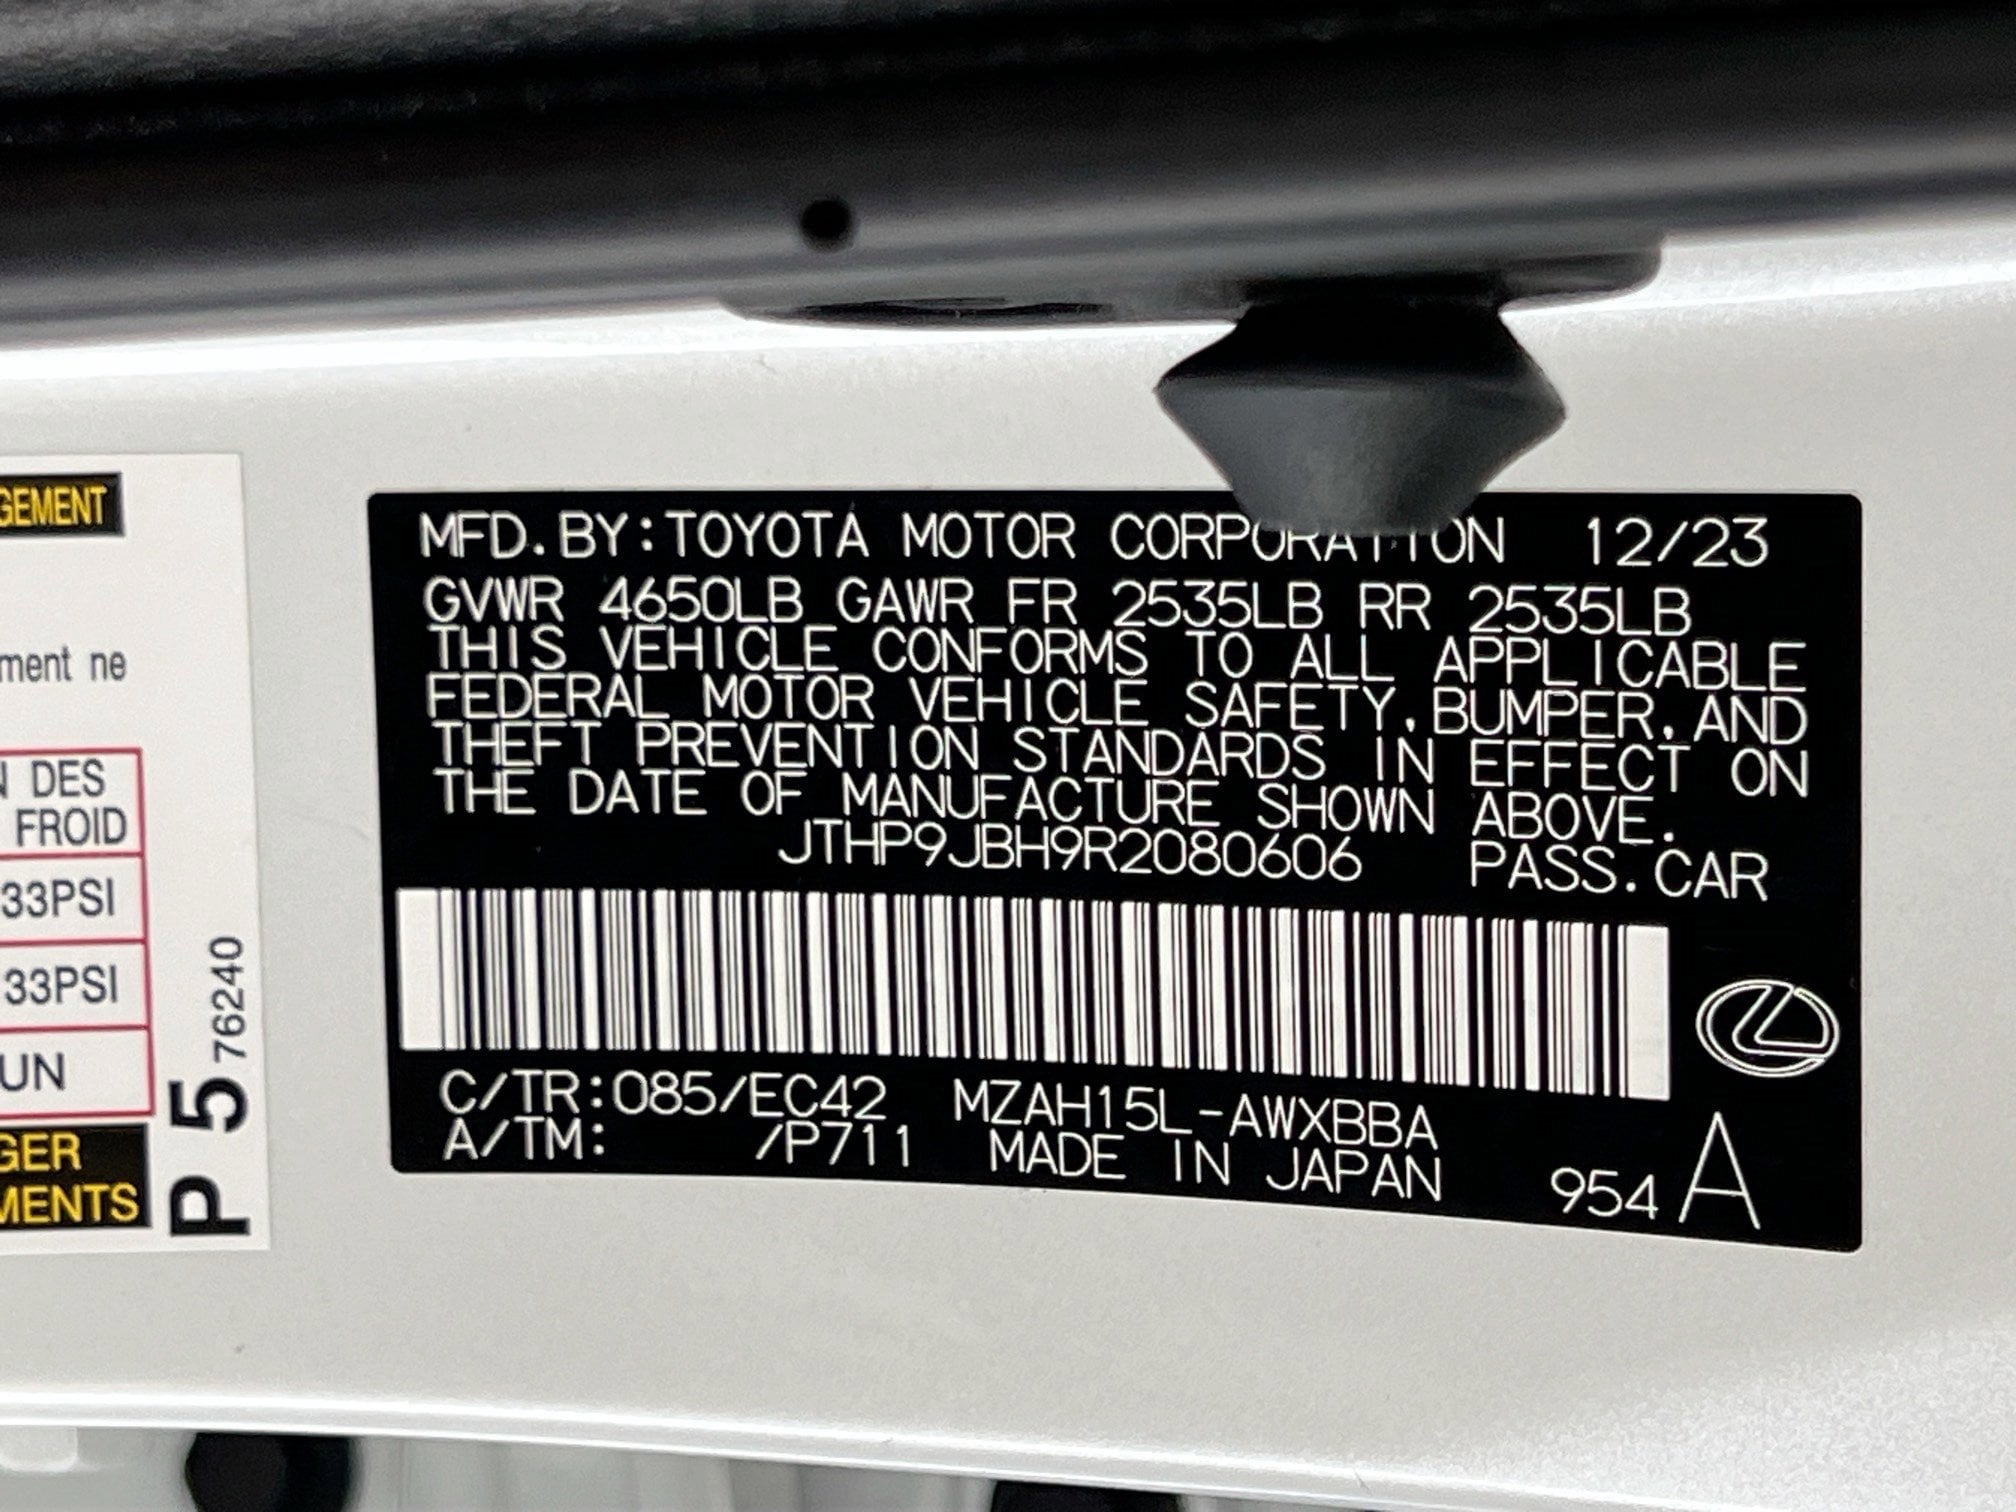 GEMENT
ment ne
N DES
FROID
33PSI
33PSI
UN
GER
MENTS
P 5 76240
MFD. BY: TOYOTA MOTOR CORPORATION 12/23
GVWR 4650LB GAWR FR 2535LB RR 2535LB
THIS VEHICLE CONFORMS TO ALL APPLICABLE
FEDERAL MOTOR VEHICLE SAFETY, BUMPER, AND
THEFT PREVENTION STANDARDS IN EFFECT ON
THE DATE OF MANUFACTURE SHOWN ABOVE.
JTHP9JBH9R2080606 PASS. CAR
C/TR: 085/EC42 MZAH15L-AWXBBA
A/TM: /P711 MADE IN JAPAN 954 A